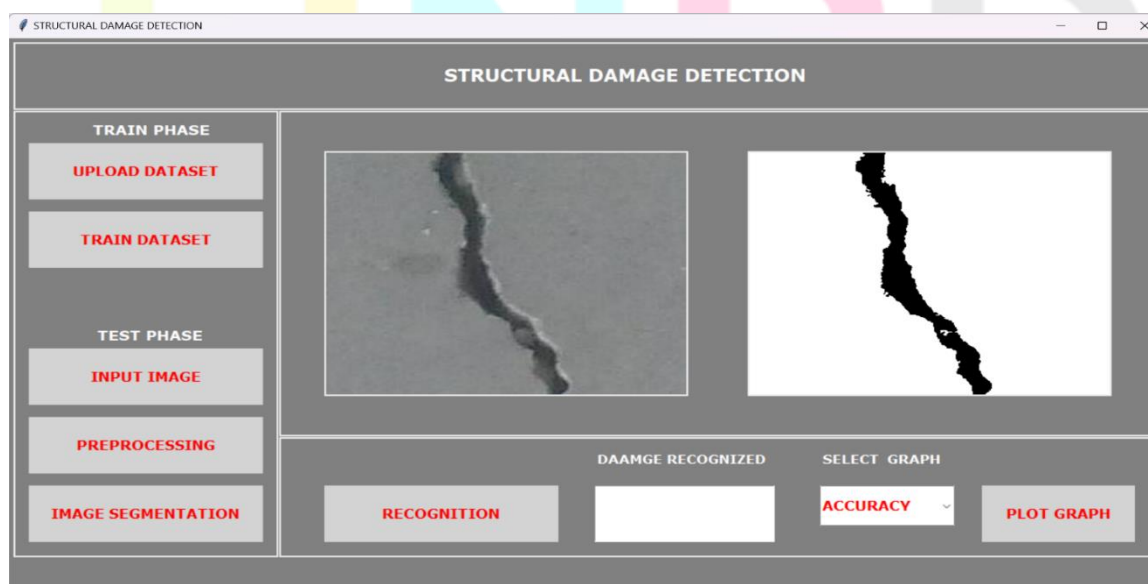 STRUCTURAL DAMAGE DETECTION
STRUCTURAL DAMAGE DETECTION
TRAIN PHASE
UPLOAD DATASET
TRAIN DATASET
TEST PHASE
INPUT IMAGE
PREPROCESSING
IMAGE SEGMENTATION
DAAMGE RECOGNIZED
SELECT GRAPH
RECOGNITION
ACCURACY
PLOT GRAPH